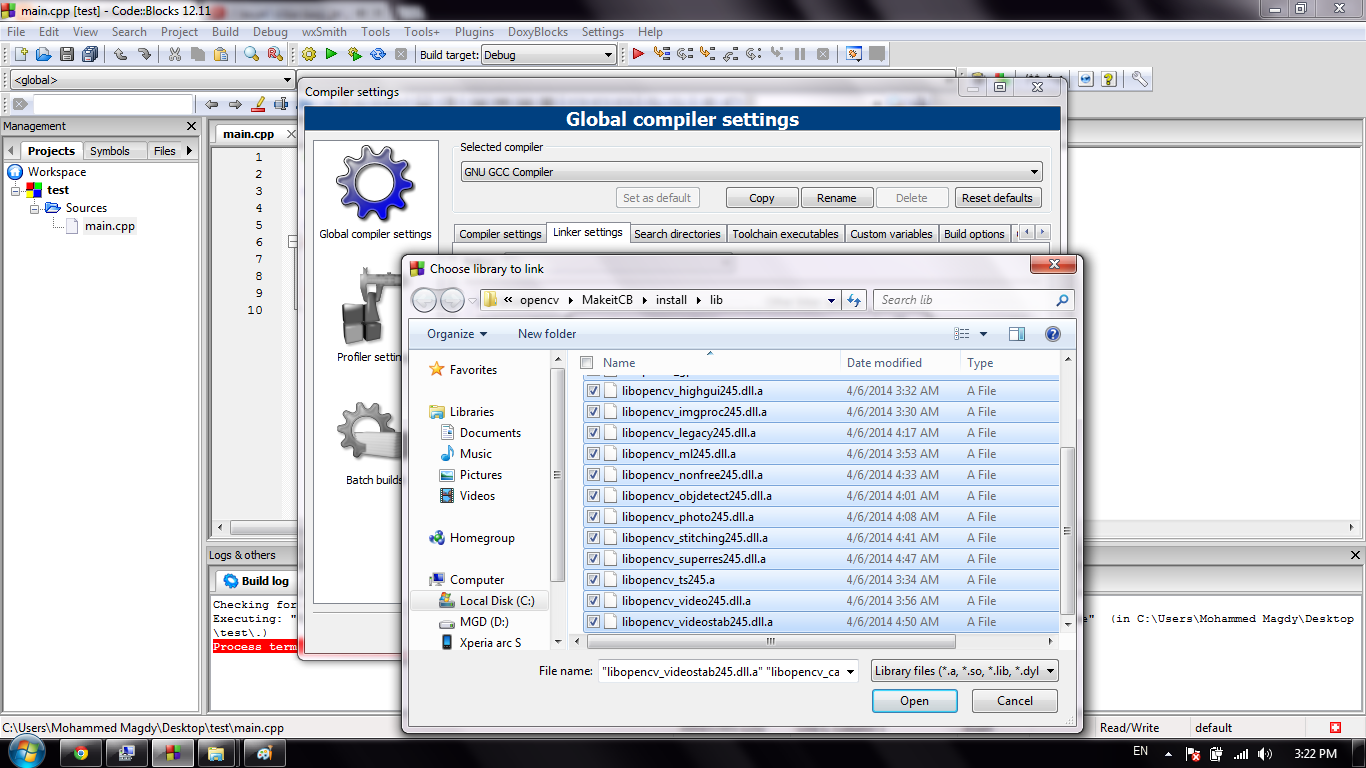 main.cpp [test] - Code::Blocks 12.11
File Edit View Search Project Build Debug wxSmith Tools Tools+ Plugins DoxyBlocks Settings Help
Build target: Debug
<global>
Management
Projects Symbols Files
Workspace
test
Sources
main.cpp
main.cpp
1
2
3
4
5
6
7
8
9
10
Compiler settings
Global compiler settings
Global compiler settings
Profiler settin
Batch builds
Selected compiler
GNU GCC Compiler
Set as default Copy Rename Delete Reset defaults
Compiler settings Linker settings Search directories Toolchain executables Custom variables Build options
Choose library to link
« opencv MakeitCB install lib
Search lib
Organize New folder
Favorites
Libraries
Documents
Music
Pictures
Videos
Homegroup
Computer
Local Disk (C:)
MGD (D:)
Xperia arc S
Name Date modified Type
libopencv_highgui245.dll.a 4/6/2014 3:32 AM A File
libopencv_imgproc245.dll.a 4/6/2014 3:30 AM A File
libopencv_legacy245.dll.a 4/6/2014 4:17 AM A File
libopencv_ml245.dll.a 4/6/2014 3:53 AM A File
libopencv_nonfree245.dll.a 4/6/2014 4:33 AM A File
libopencv_objdetect245.dll.a 4/6/2014 4:01 AM A File
libopencv_photo245.dll.a 4/6/2014 4:08 AM A File
libopencv_stitching245.dll.a 4/6/2014 4:41 AM A File
libopencv_superres245.dll.a 4/6/2014 4:47 AM A File
libopencv_ts245.a 4/6/2014 3:34 AM A File
libopencv_video245.dll.a 4/6/2014 3:56 AM A File
libopencv_videostab245.dll.a 4/6/2014 4:50 AM A File
File name: "libopencv_videostab245.dll.a" "libopencv_ca
Library files (*.a, *.so, *.lib, *.dyl
Open Cancel
Logs & others
Build log
Checking for
Executing: " e" (in C:\Users\Mohammed Magdy\Desktop
\test\.)
Process term
C:\Users\Mohammed Magdy\Desktop\test\main.cpp
Read/Write default
EN
3:22 PM